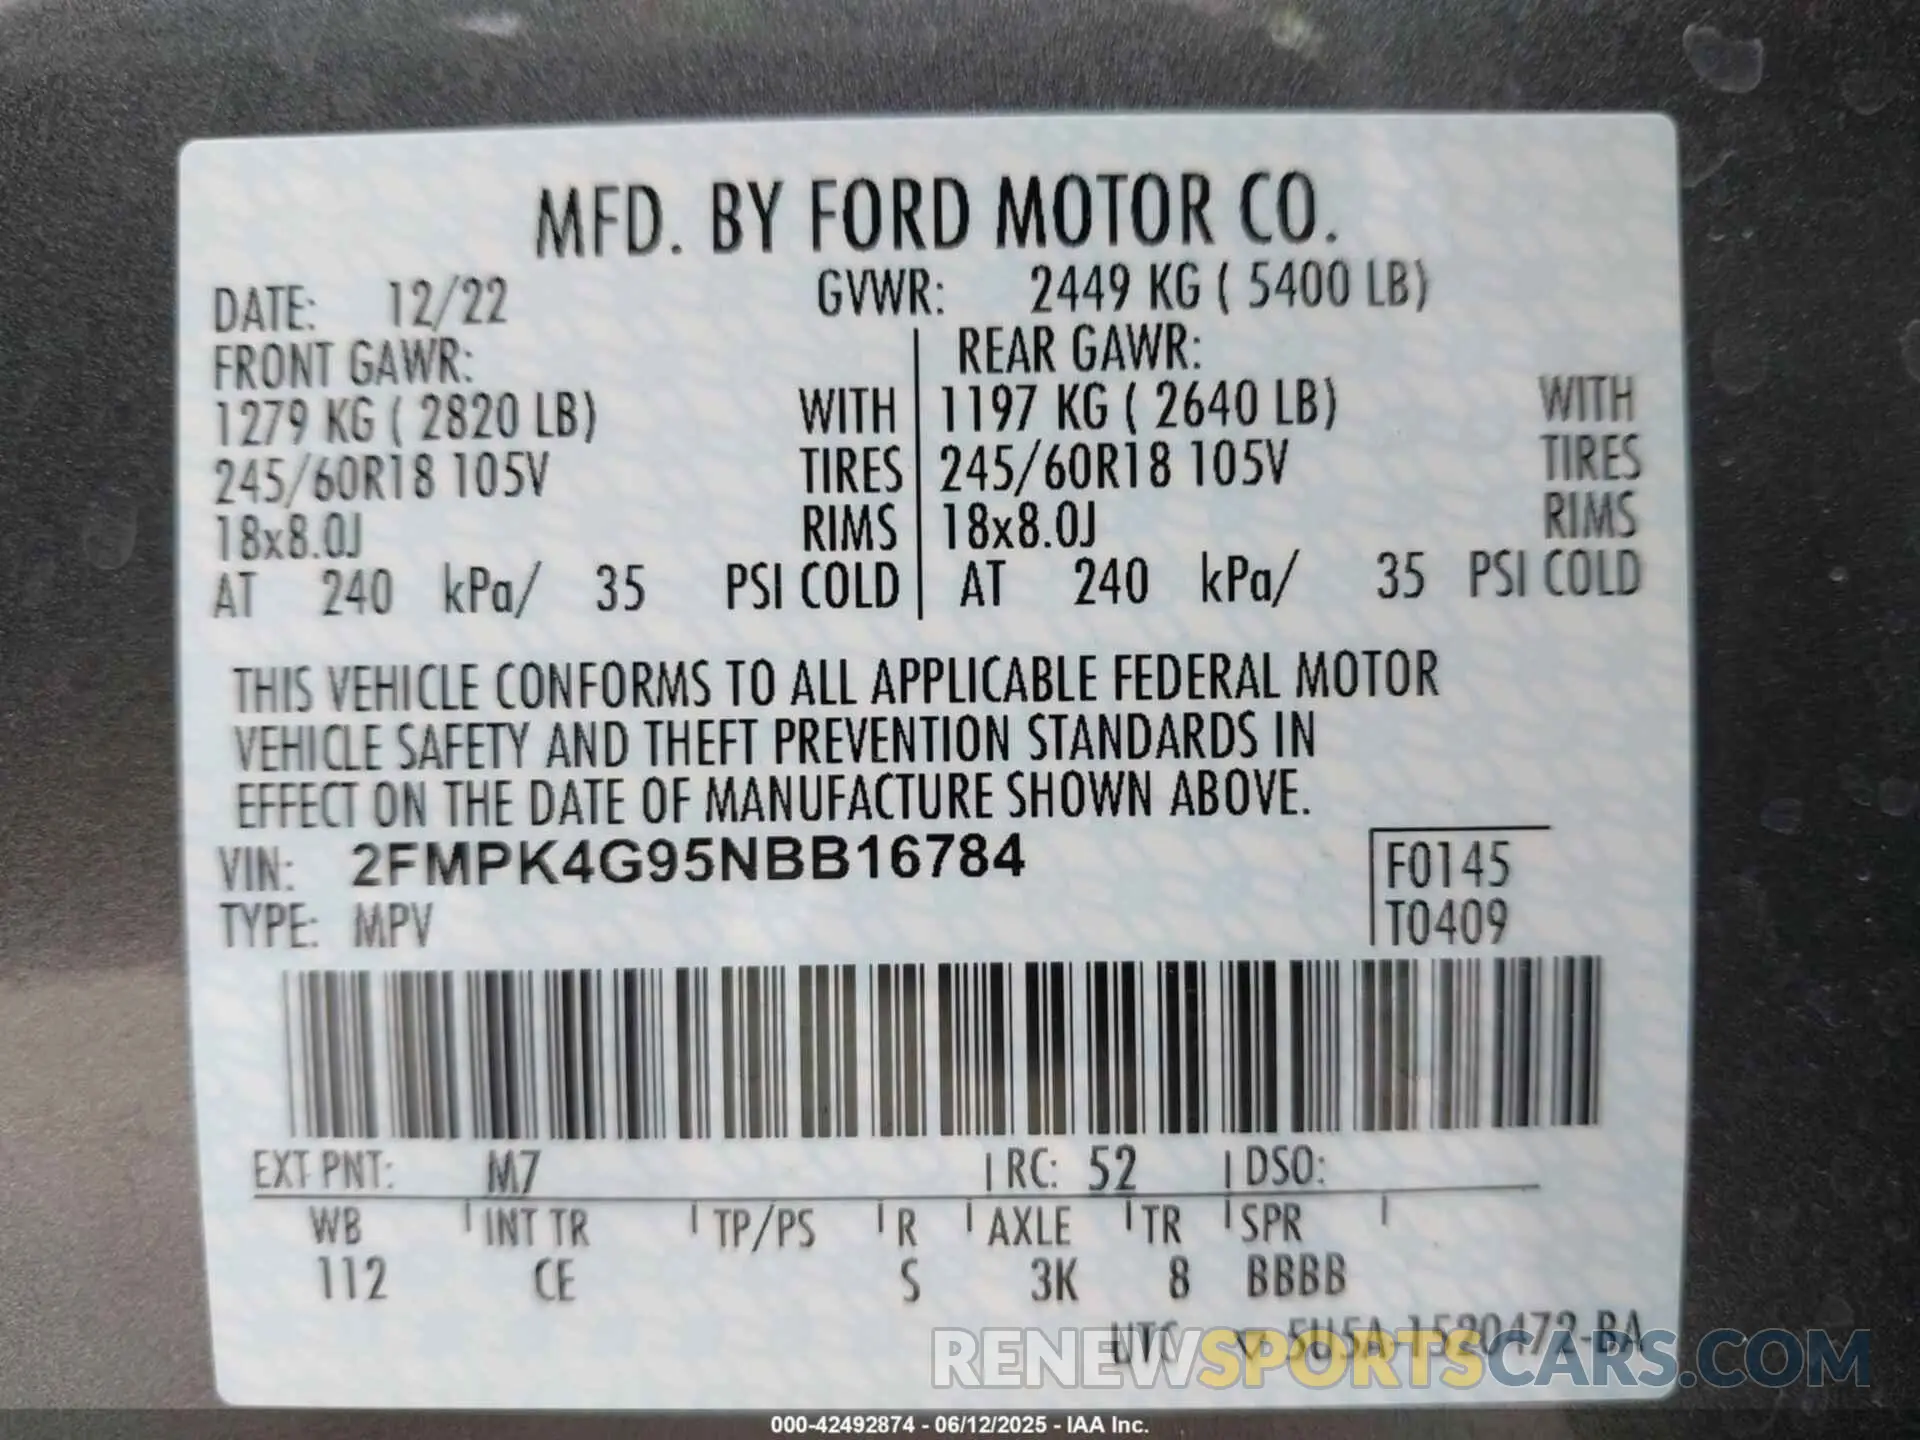 MFD. BY FORD MOTOR CO.
DATE: 12/22 GVWR: 2449 KG ( 5400 LB)
FRONT GAWR: REAR GAWR:
1279 KG ( 2820 LB) WITH 1197 KG ( 2640 LB) WITH
245/60R18 105V TIRES 245/60R18 105V TIRES
18x8.0J RIMS 18x8.0J RIMS
AT 240 kPa/ 35 PSI COLD AT 240 kPa/ 35 PSI COLD
THIS VEHICLE CONFORMS TO ALL APPLICABLE FEDERAL MOTOR
VEHICLE SAFETY AND THEFT PREVENTION STANDARDS IN
EFFECT ON THE DATE OF MANUFACTURE SHOWN ABOVE.
VIN: 2FMPK4G95NBB16784 F0145
TYPE: MPV T0409
EXT PNT: M7 RC: 52 DSO:
WB INT TR TP/PS R AXLE TR SPR
112 CE S 3K 8 BBBB
UTC 5U5A-1520472-BA
RENEWSPORTSCARS.COM
000-42492874 - 06/12/2025 - IAA Inc.